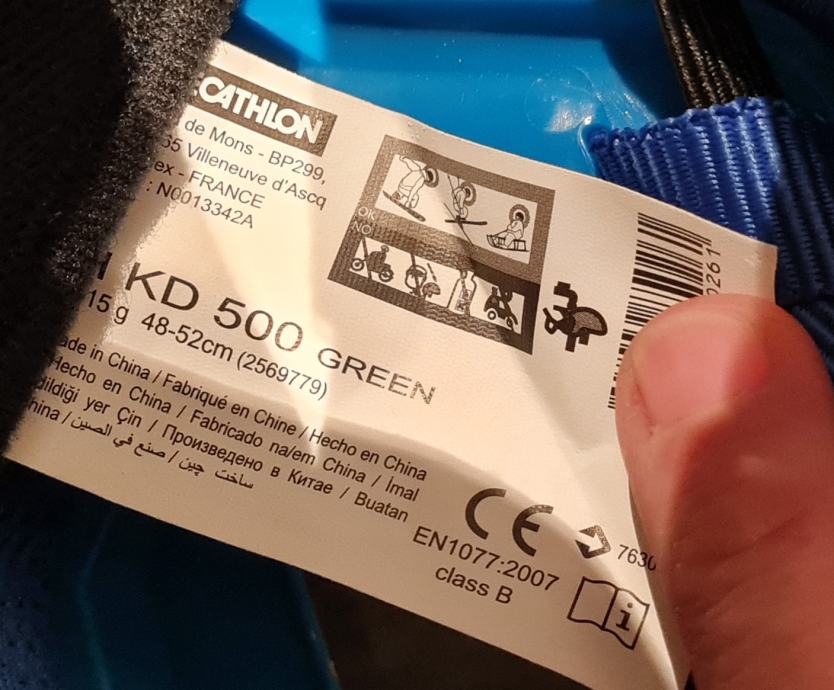 CATHLON
de Mons - BP299,
65 Villeneuve d'Ascq
ex - FRANCE
: N0013342A
OK
NO
KD 500 GREEN
15 g 48-52cm (2569779)
ade in China / Fabriqué en Chine / Hecho en China
Hecho en China / Fabricado na/em China / İmal
dildiği yer Çin / Произведено в Китае / Buatan
hina / ساخت چین / صنع في الصين
0261
CE
7630
EN1077:2007
class B
i